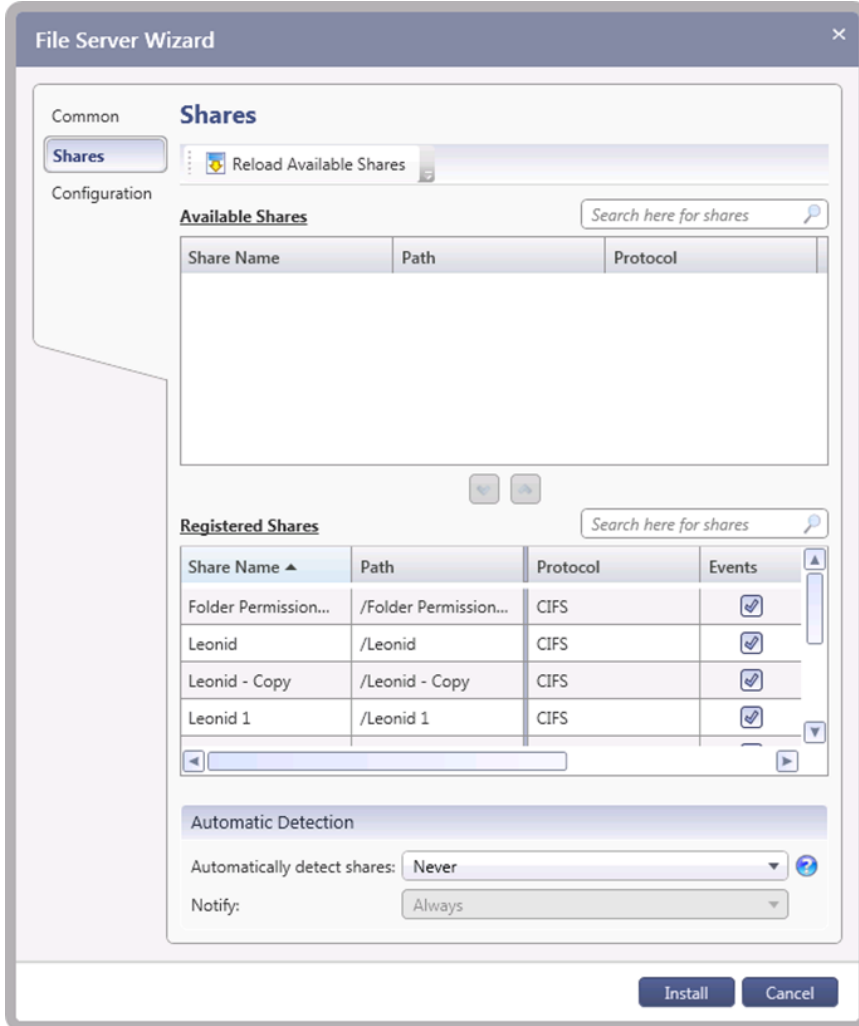 File Server Wizard
Common
Shares
Configuration
Shares
Reload Available Shares
Available Shares
Search here for shares
Share Name Path Protocol
Registered Shares
Search here for shares
Share Name Path Protocol Events
Folder Permission... /Folder Permission... CIFS
Leonid /Leonid CIFS
Leonid - Copy /Leonid - Copy CIFS
Leonid 1 /Leonid 1 CIFS
Automatic Detection
Automatically detect shares: Never
Notify: Always
Install Cancel